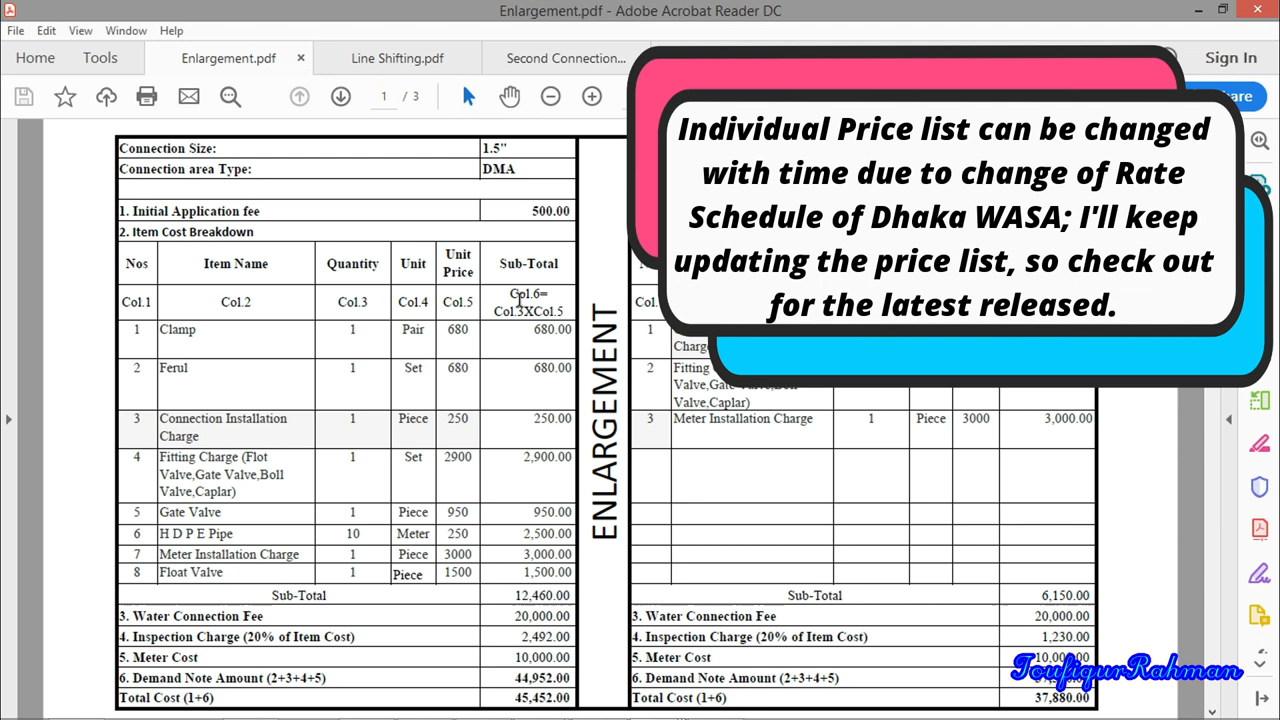 Enlargement.pdf - Adobe Acrobat Reader DC
File Edit View Window Help
Home Tools Enlargement.pdf × Line Shifting.pdf Second Connection... Sign In
1 / 3
Individual Price list can be changed
with time due to change of Rate
Schedule of Dhaka WASA; I'll keep
updating the price list, so check out
for the latest released.
Connection Size: 1.5"
Connection area Type: DMA
1. Initial Application fee 500.00
2. Item Cost Breakdown
Nos Item Name Quantity Unit Unit Price Sub-Total
Col.1 Col.2 Col.3 Col.4 Col.5 Col.6= Col.3XCol.5
1 Clamp 1 Pair 680 680.00
2 Ferul 1 Set 680 680.00
3 Connection Installation
Charge 1 Piece 250 250.00
4 Fitting Charge (Flot
Valve,Gate Valve,Boll
Valve,Caplar) 1 Set 2900 2,900.00
5 Gate Valve 1 Piece 950 950.00
6 H D P E Pipe 10 Meter 250 2,500.00
7 Meter Installation Charge 1 Piece 3000 3,000.00
8 Float Valve 1 Piece 1500 1,500.00
Sub-Total 12,460.00
3. Water Connection Fee 20,000.00
4. Inspection Charge (20% of Item Cost) 2,492.00
5. Meter Cost 10,000.00
6. Demand Note Amount (2+3+4+5) 44,952.00
Total Cost (1+6) 45,452.00
ENLARGEMENT
1
2 Fitting
Valve,Caplar)
3 Meter Installation Charge 1 Piece 3000 3,000.00
Sub-Total 6,150.00
3. Water Connection Fee 20,000.00
4. Inspection Charge (20% of Item Cost) 1,230.00
5. Meter Cost
6. Demand Note Amount (2+3+4+5)
Total Cost (1+6) 37,880.00
ToufiqurRahman